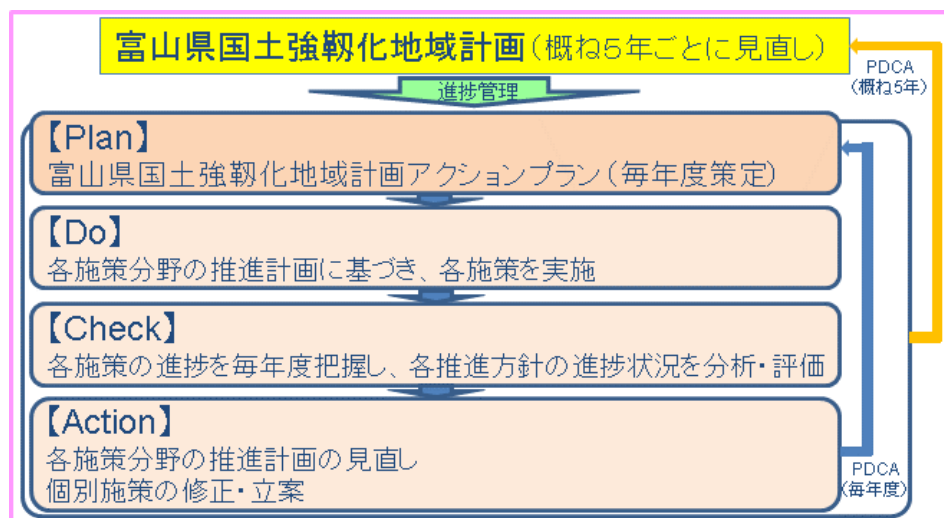 富山県国土強靱化地域計画(概ね5年ごとに見直し)
PDCA
(概ね5年)
進捗管理
【Plan】
富山県国土強靱化地域計画アクションプラン(毎年度策定)
【Do】
各施策分野の推進計画に基づき、各施策を実施
【Check】
各施策の進捗を毎年度把握し、各推進方針の進捗状況を分析・評価
【Action】
各施策分野の推進計画の見直し
個別施策の修正・立案
PDCA
(毎年度)